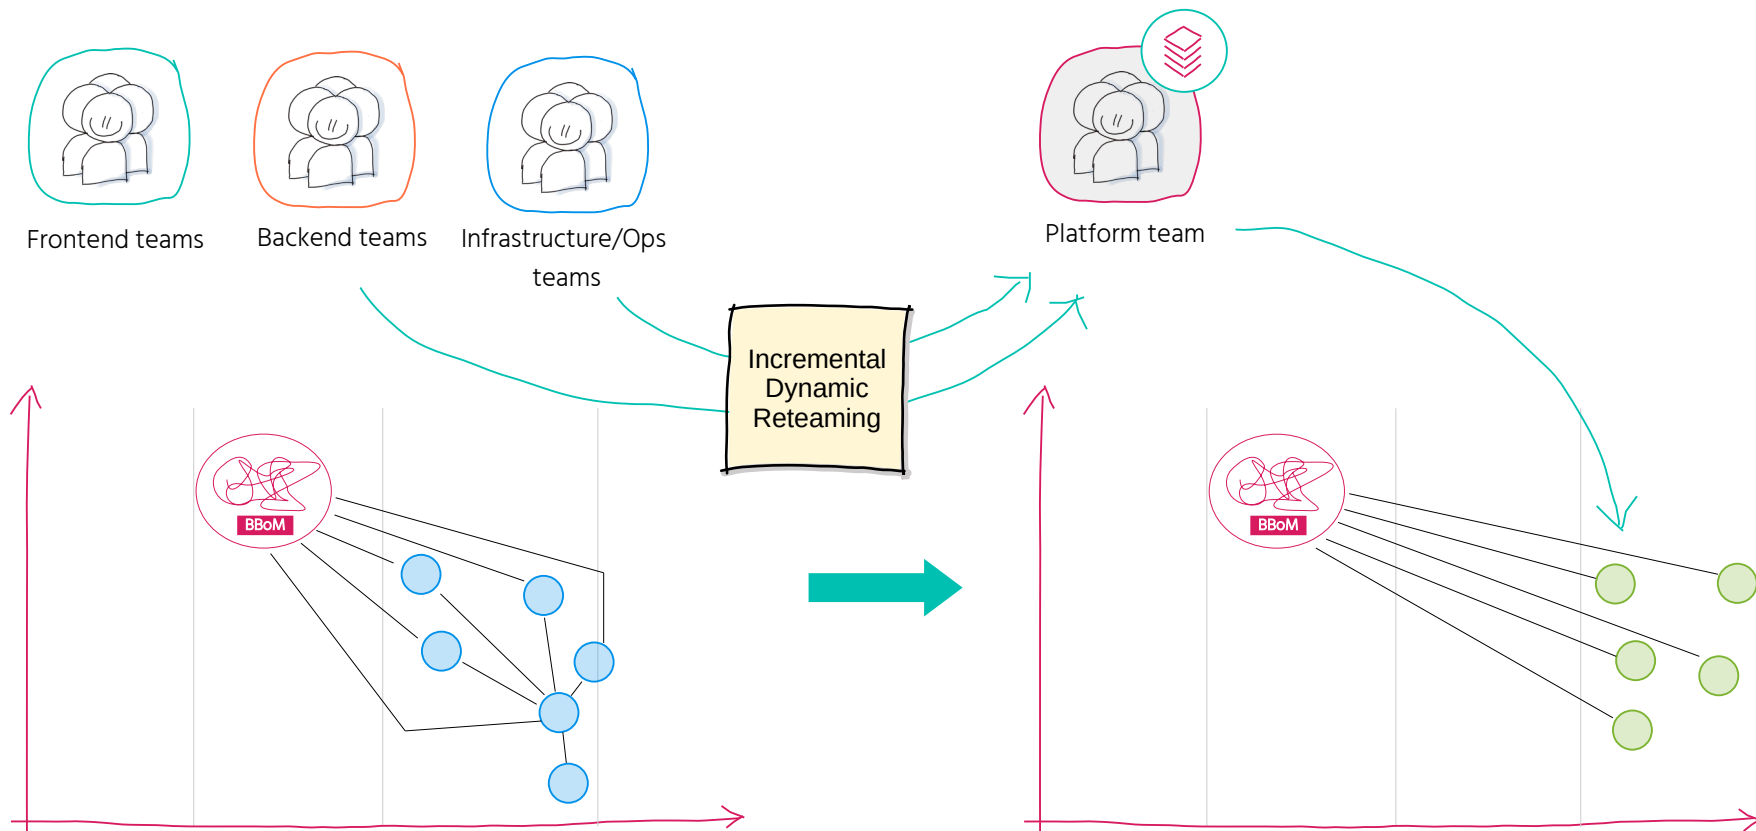 Frontend teams
Backend teams
Infrastructure/Ops
teams
Platform team
Incremental
Dynamic
Reteaming
BBoM
BBoM